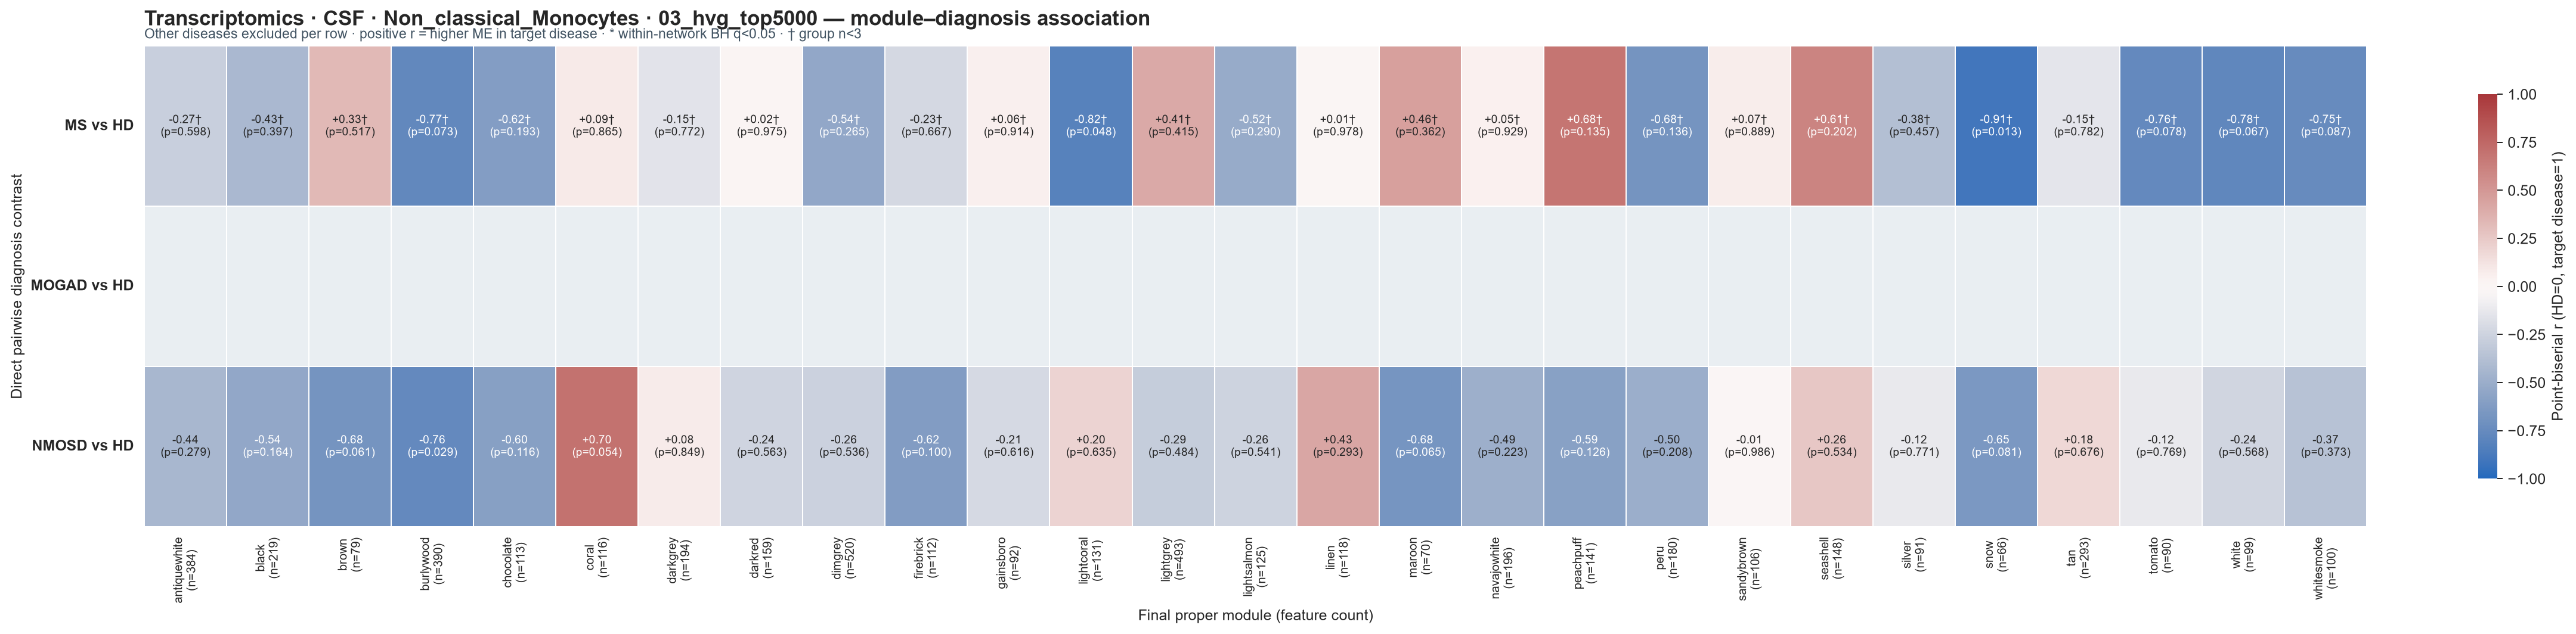 Transcriptomics · CSF · Non_classical_Monocytes · 03_hvg_top5000 — module–diagnosis association
Other diseases excluded per row · positive r = higher ME in target disease · * within-network BH q<0.05 · † group n<3
Direct pairwise diagnosis contrast
MS vs HD
-0.27† -0.43† +0.33† -0.77† -0.62† +0.09† -0.15† +0.02† -0.54† -0.23† +0.06† -0.82† +0.41† -0.52† +0.01† +0.46† +0.05† +0.68† -0.68† +0.07† +0.61† -0.38† -0.91† -0.15† -0.76† -0.78† -0.75†
(p=0.598) (p=0.397) (p=0.517) (p=0.073) (p=0.193) (p=0.865) (p=0.772) (p=0.975) (p=0.265) (p=0.667) (p=0.914) (p=0.048) (p=0.415) (p=0.290) (p=0.978) (p=0.362) (p=0.929) (p=0.135) (p=0.136) (p=0.889) (p=0.202) (p=0.457) (p=0.013) (p=0.782) (p=0.078) (p=0.067) (p=0.087)
MOGAD vs HD
NMOSD vs HD
-0.44 -0.54 -0.68 -0.76 -0.60 +0.70 +0.08 -0.24 -0.26 -0.62 -0.21 +0.20 -0.29 -0.26 +0.43 -0.68 -0.49 -0.59 -0.50 -0.01 +0.26 -0.12 -0.65 +0.18 -0.12 -0.24 -0.37
(p=0.279) (p=0.164) (p=0.061) (p=0.029) (p=0.116) (p=0.054) (p=0.849) (p=0.563) (p=0.536) (p=0.100) (p=0.616) (p=0.635) (p=0.484) (p=0.541) (p=0.293) (p=0.065) (p=0.223) (p=0.126) (p=0.208) (p=0.986) (p=0.534) (p=0.771) (p=0.081) (p=0.676) (p=0.769) (p=0.568) (p=0.373)
antiquewhite
(n=384)
black
(n=219)
brown
(n=79)
burlywood
(n=390)
chocolate
(n=113)
coral
(n=116)
darkgrey
(n=194)
darkred
(n=159)
dimgrey
(n=520)
firebrick
(n=112)
gainsboro
(n=92)
lightcoral
(n=131)
lightgrey
(n=493)
lightsalmon
(n=125)
linen
(n=118)
maroon
(n=70)
navajowhite
(n=196)
peachpuff
(n=141)
peru
(n=180)
sandybrown
(n=106)
seashell
(n=148)
silver
(n=91)
snow
(n=66)
tan
(n=293)
tomato
(n=90)
white
(n=99)
whitesmoke
(n=100)
Final proper module (feature count)
1.00
0.75
0.50
0.25
0.00
−0.25
−0.50
−0.75
−1.00
Point-biserial r (HD=0, target disease=1)